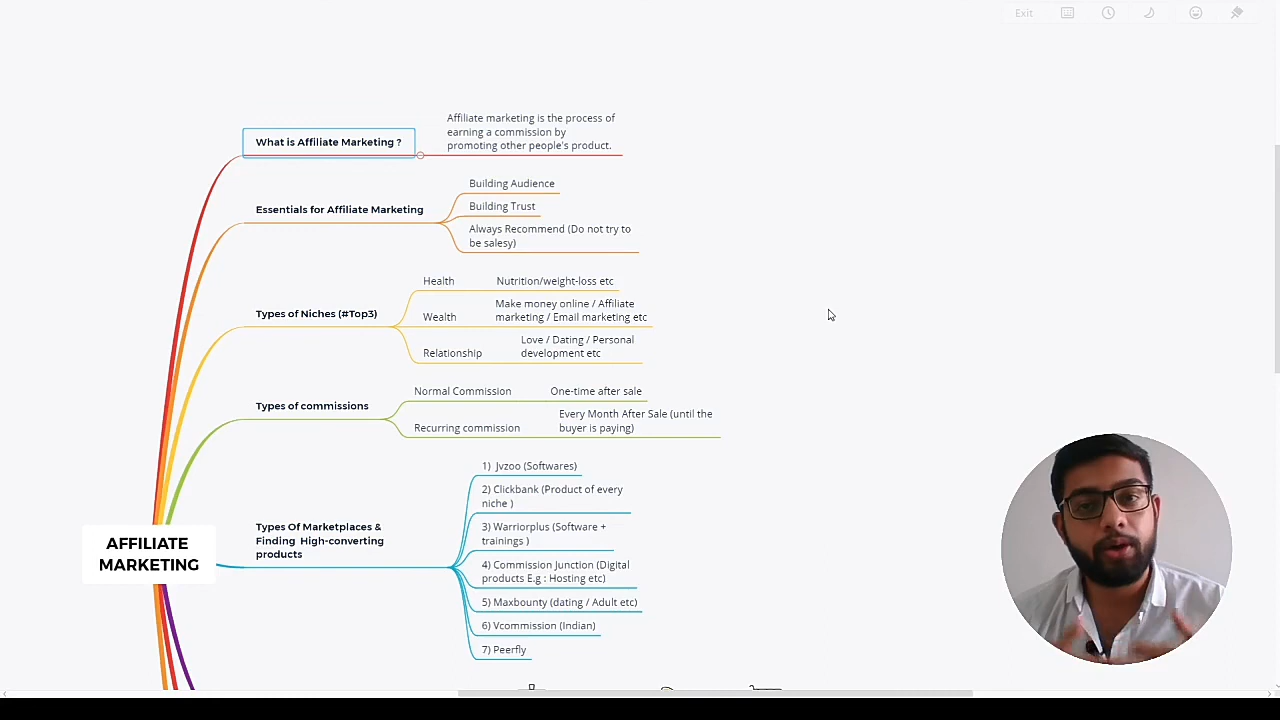 Exit
What is Affiliate Marketing ?
Affiliate marketing is the process of
earning a commission by
promoting other people's product.
Essentials for Affiliate Marketing
Building Audience
Building Trust
Always Recommend (Do not try to
be salesy)
Types of Niches (#Top3)
Health
Nutrition/weight-loss etc
Wealth
Make money online / Affiliate
marketing / Email marketing etc
Relationship
Love / Dating / Personal
development etc
Types of commissions
Normal Commission
One-time after sale
Recurring commission
Every Month After Sale (until the
buyer is paying)
Types Of Marketplaces &
Finding  High-converting
products
1)  Jvzoo (Softwares)
2) Clickbank (Product of every
niche )
3) Warriorplus (Software +
trainings )
4) Commission Junction (Digital
products E.g : Hosting etc)
5) Maxbounty (dating / Adult etc)
6) Vcommission (Indian)
7) Peerfly
AFFILIATE
MARKETING